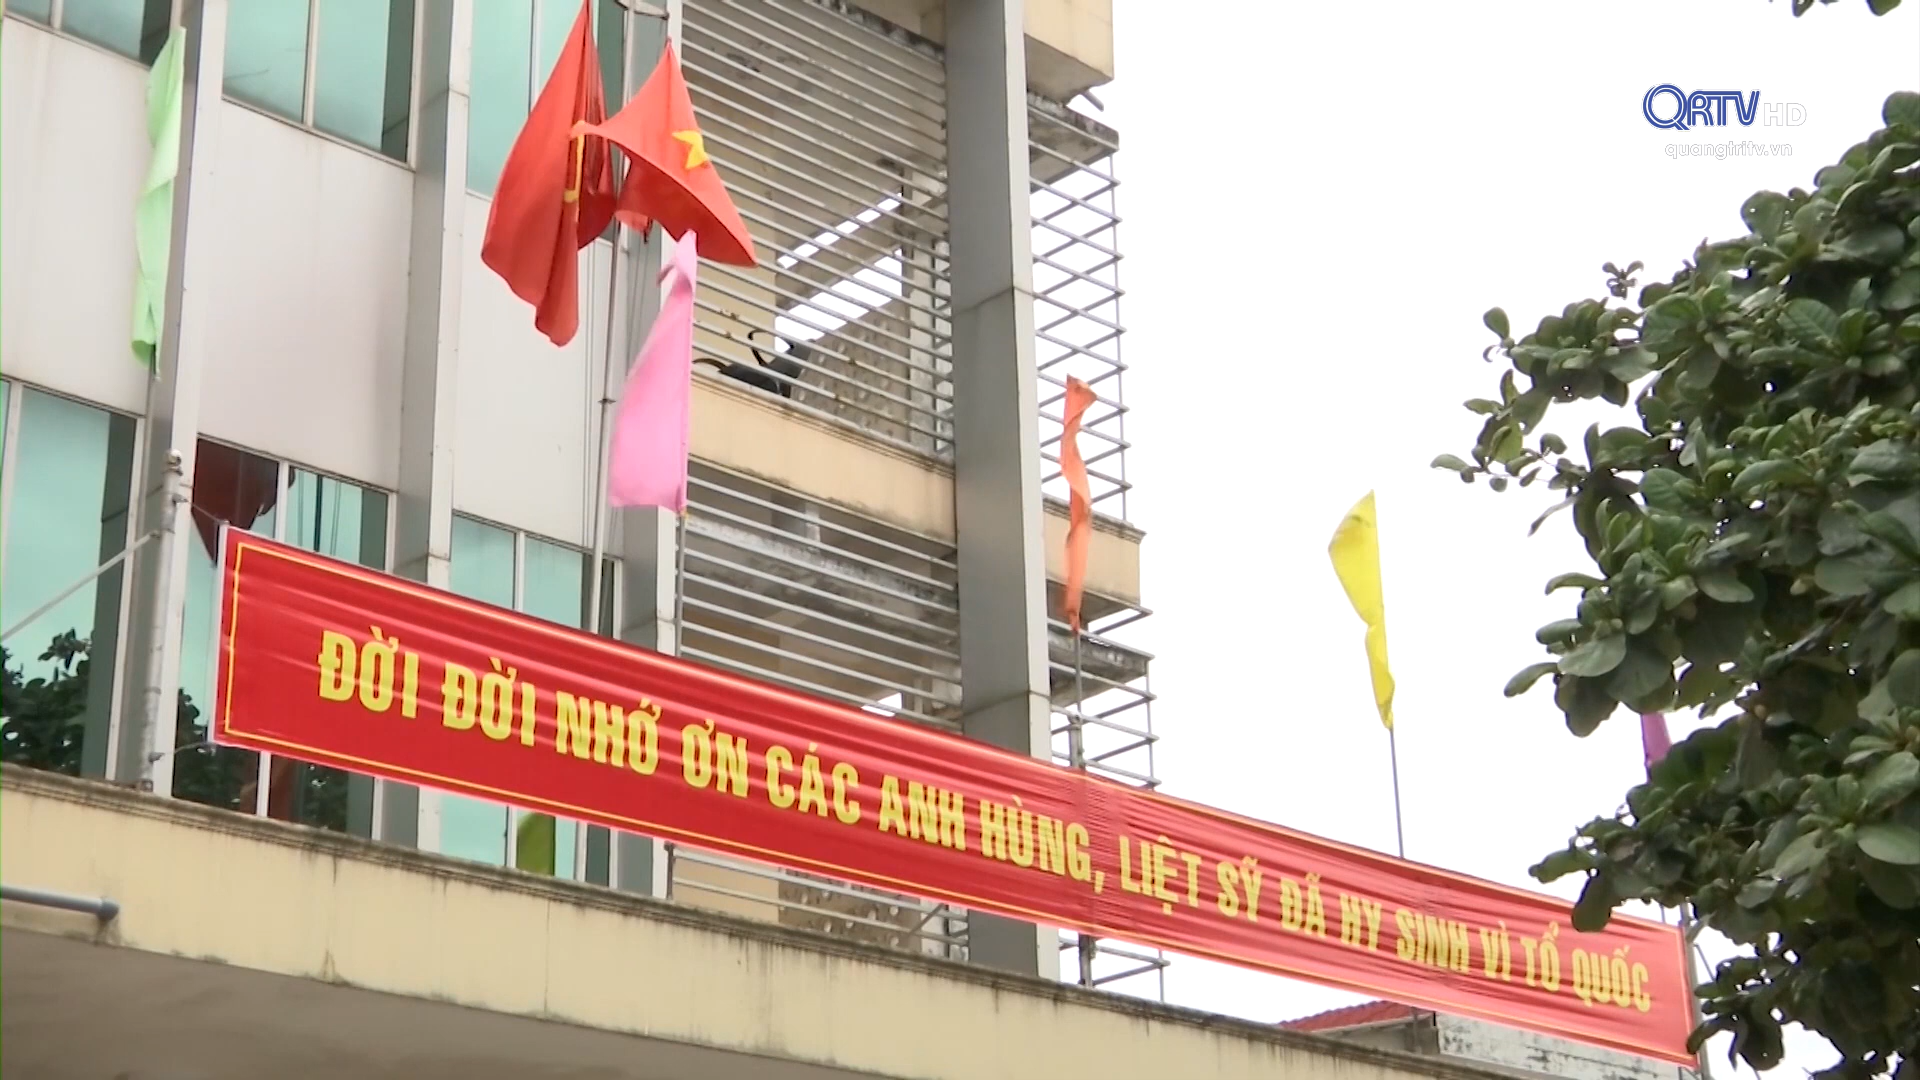 QRTV HD
quangtritv.vn
ĐỜI ĐỜI NHỚ ƠN CÁC ANH HÙNG, LIỆT SỸ ĐÃ HY SINH VÌ TỔ QUỐC